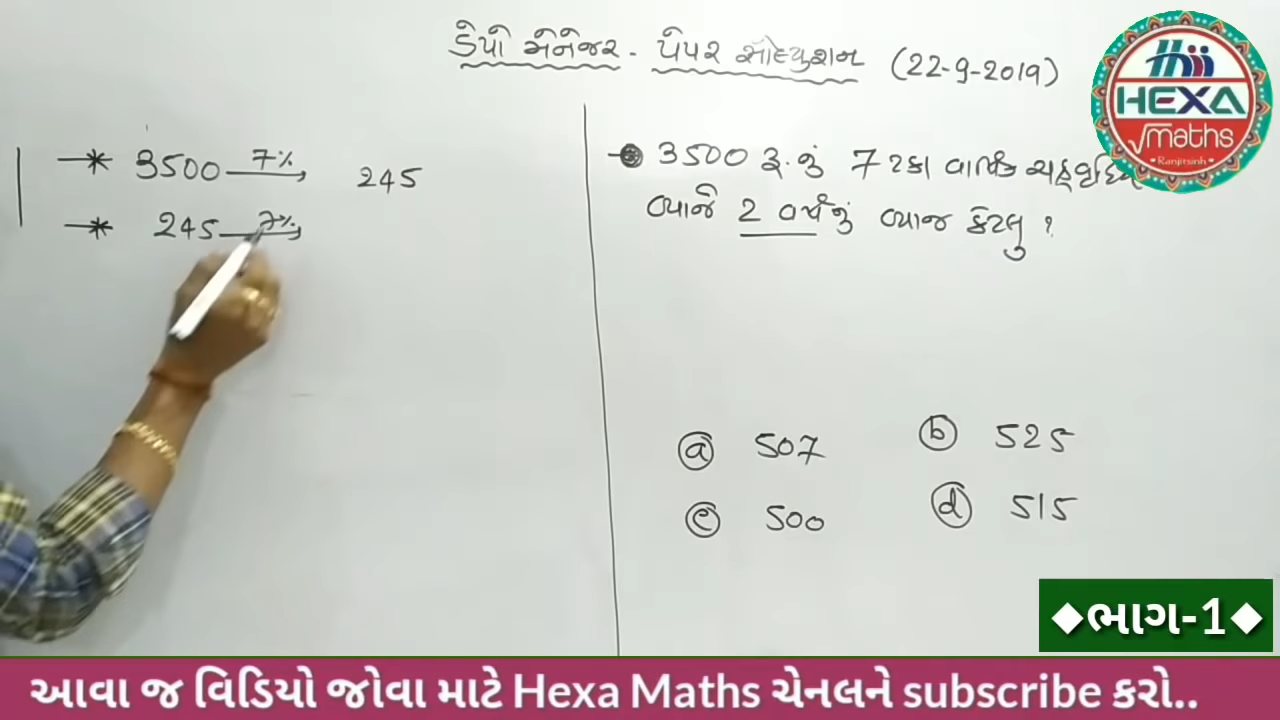 ડેપો મેનેજર - પેપર સોલ્યુશન (22-9-2019)
HEXA
maths
Ranjitsinh
3500 7% 245
245 7%
3500 રૂ. નું 7 ટકા વાર્ષિક ચક્રવૃદ્ધિ
વ્યાજે 2 વર્ષનું વ્યાજ કેટલુ ?
a 507 b 525
c 500 d 515
◆ભાગ-1◆
આવા જ વિડિયો જોવા માટે Hexa Maths ચેનલને subscribe કરો..